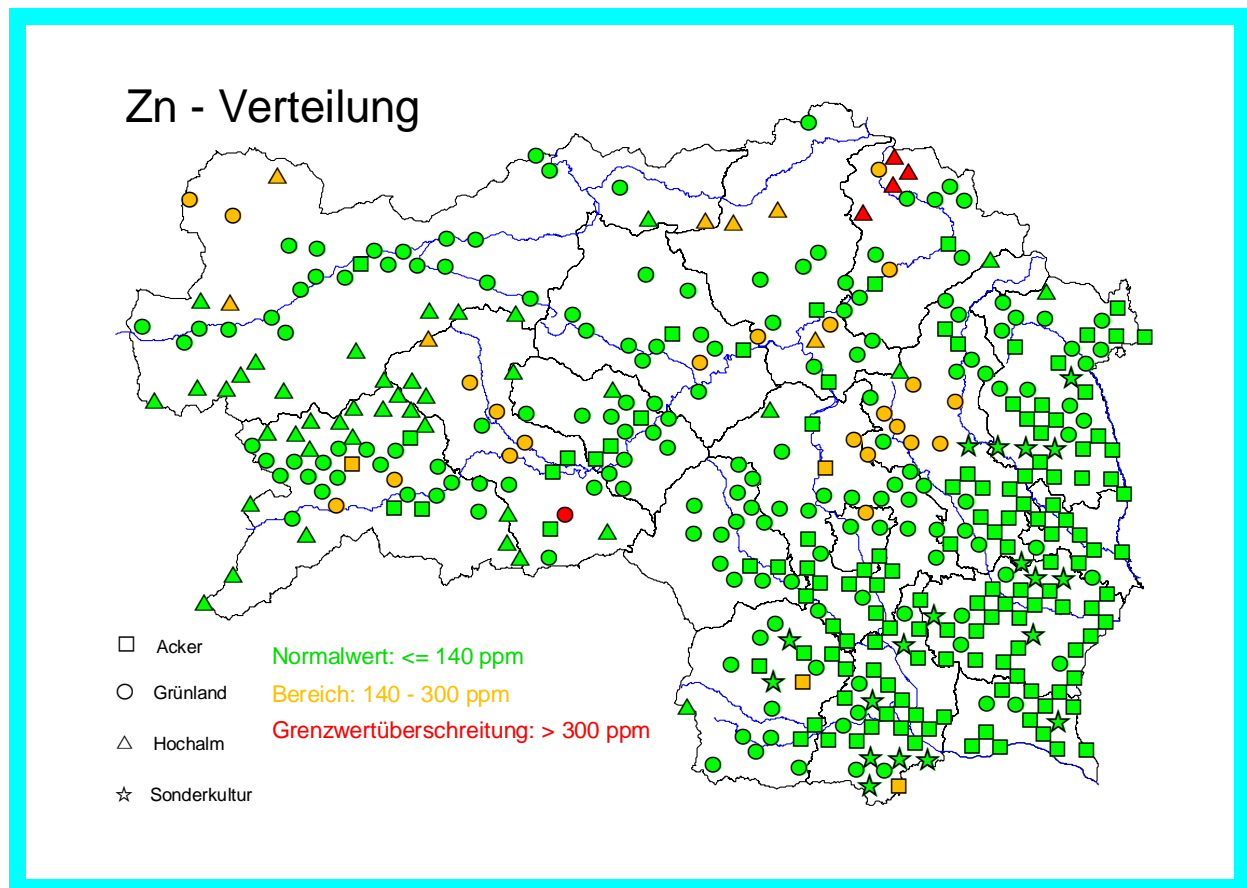 Zn - Verteilung
Acker
Grünland
Hochalm
Sonderkultur
Normalwert: <= 140 ppm
Bereich: 140 - 300 ppm
Grenzwertüberschreitung: > 300 ppm